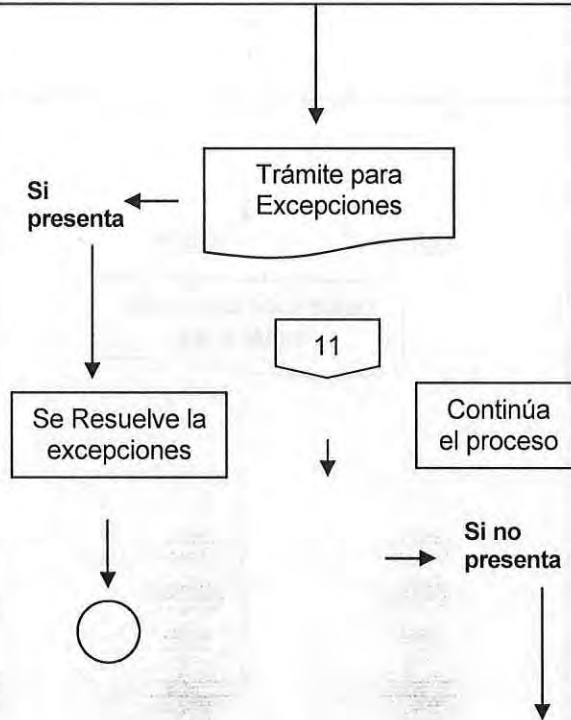 Trámite para
Excepciones
Si
presenta
11
Se Resuelve la
excepciones
Continúa
el proceso
Si no
presenta